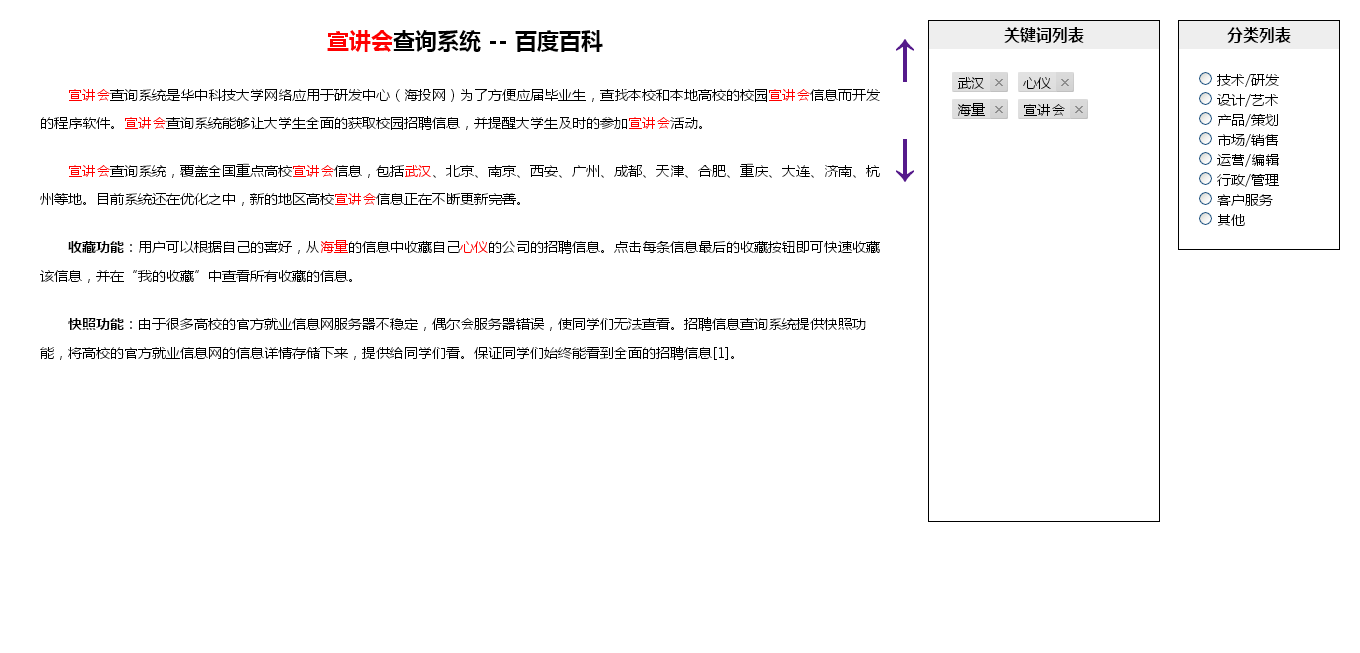 宣讲会查询系统 -- 百度百科
宣讲会查询系统是华中科技大学网络应用于研发中心（海投网）为了方便应届毕业生，查找本校和本地高校的校园宣讲会信息而开发
的程序软件。宣讲会查询系统能够让大学生全面的获取校园招聘信息，并提醒大学生及时的参加宣讲会活动。
宣讲会查询系统，覆盖全国重点高校宣讲会信息，包括武汉、北京、南京、西安、广州、成都、天津、合肥、重庆、大连、济南、杭
州等地。目前系统还在优化之中，新的地区高校宣讲会信息正在不断更新完善。
收藏功能：用户可以根据自己的喜好，从海量的信息中收藏自己心仪的公司的招聘信息。点击每条信息最后的收藏按钮即可快速收藏
该信息，并在“我的收藏”中查看所有收藏的信息。
快照功能：由于很多高校的官方就业信息网服务器不稳定，偶尔会服务器错误，使同学们无法查看。招聘信息查询系统提供快照功
能，将高校的官方就业信息网的信息详情存储下来，提供给同学们看。保证同学们始终能看到全面的招聘信息[1]。
关键词列表
武汉 × 心仪 ×
海量 × 宣讲会 ×
分类列表
技术/研发
设计/艺术
产品/策划
市场/销售
运营/编辑
行政/管理
客户服务
其他